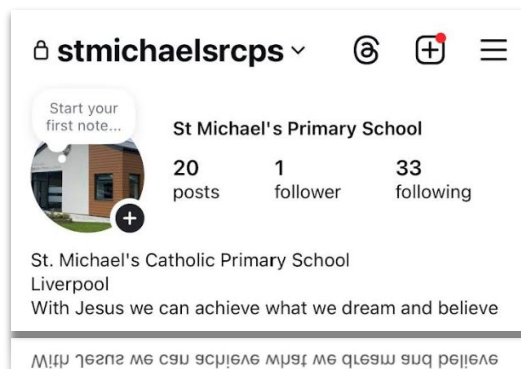 stmichaelsrcps
Start your
first note...
St Michael's Primary School
20 1 33
posts follower following
St. Michael's Catholic Primary School
Liverpool
With Jesus we can achieve what we dream and believe
With Jesus we can achieve what we dream and believe